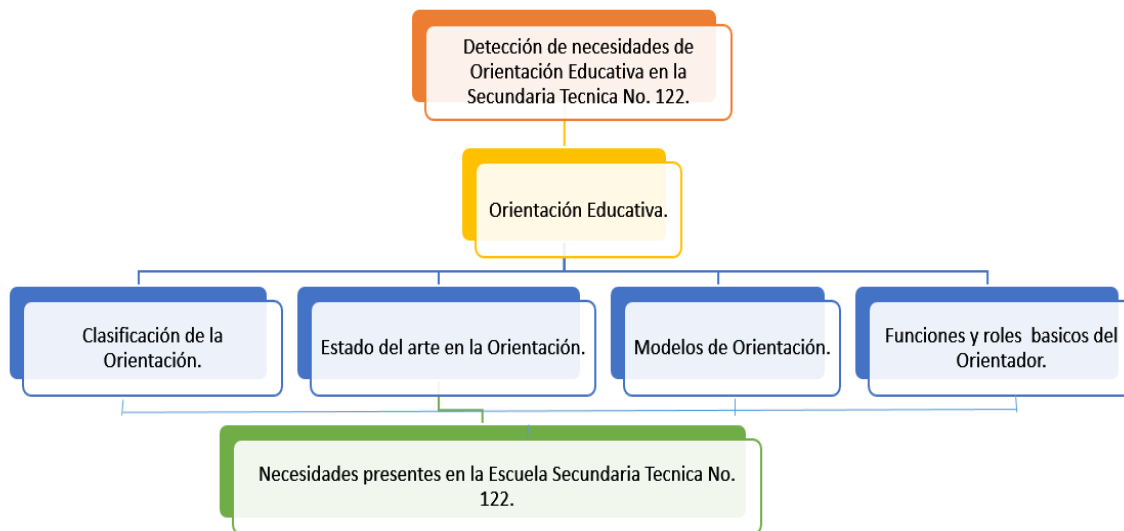 Detección de necesidades de
Orientación Educativa en la
Secundaria Tecnica No. 122.
Orientación Educativa.
Clasificación de la
Orientación.
Estado del arte en la Orientación.
Modelos de Orientación.
Funciones y roles basicos del
Orientador.
Necesidades presentes en la Escuela Secundaria Tecnica No.
122.